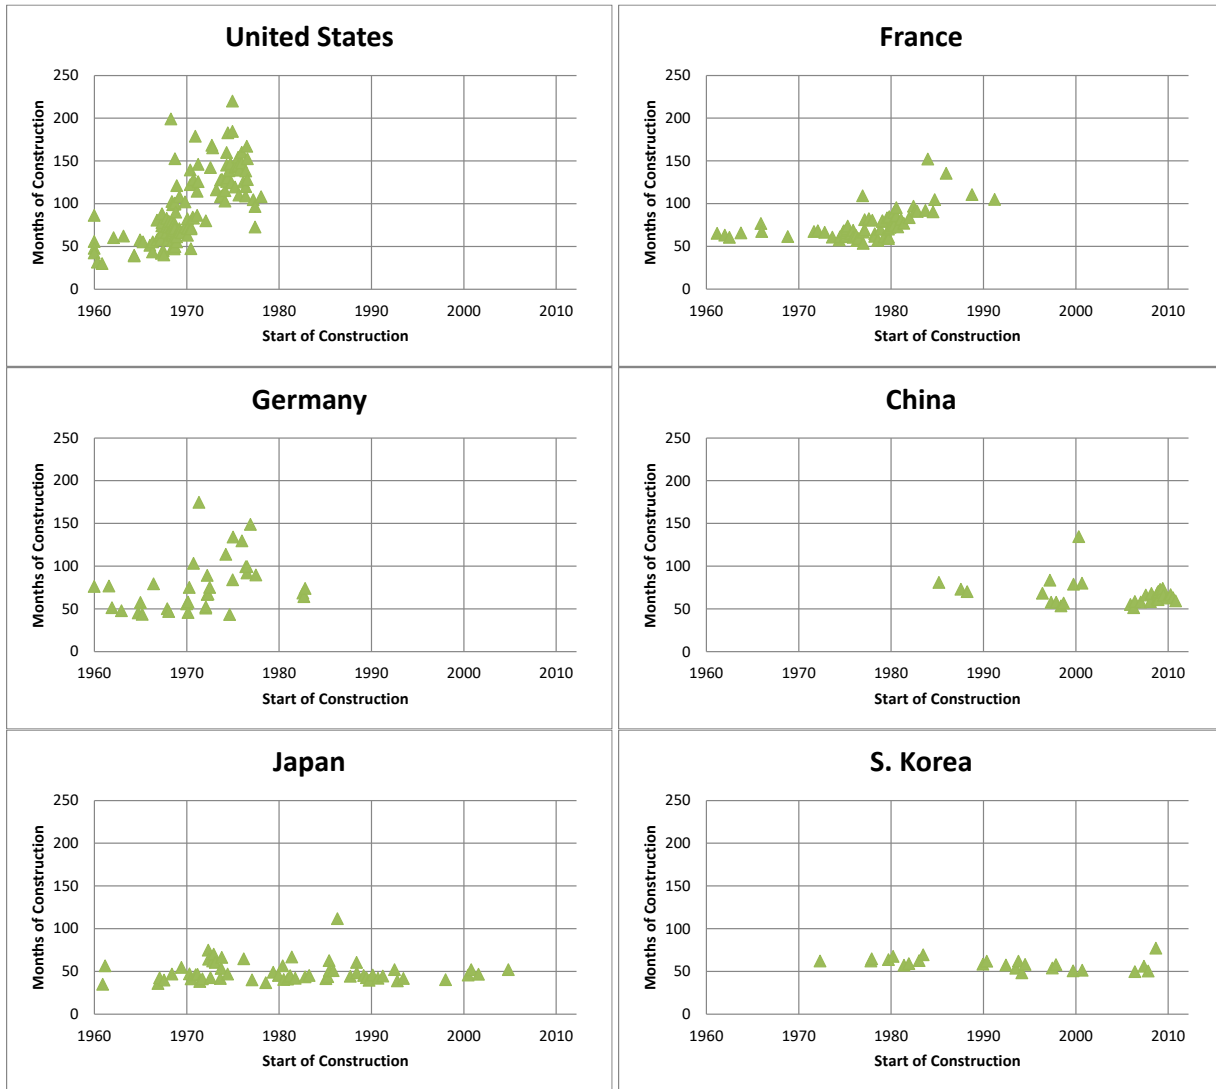 United States
250
200
150
100
50
0
Months of Construction
1960 1970 1980 1990 2000 2010
Start of Construction
France
250
200
150
100
50
0
Months of Construction
1960 1970 1980 1990 2000 2010
Start of Construction
Germany
250
200
150
100
50
0
Months of Construction
1960 1970 1980 1990 2000 2010
Start of Construction
China
250
200
150
100
50
0
Months of Construction
1960 1970 1980 1990 2000 2010
Start of Construction
Japan
250
200
150
100
50
0
Months of Construction
1960 1970 1980 1990 2000 2010
Start of Construction
S. Korea
250
200
150
100
50
0
Months of Construction
1960 1970 1980 1990 2000 2010
Start of Construction